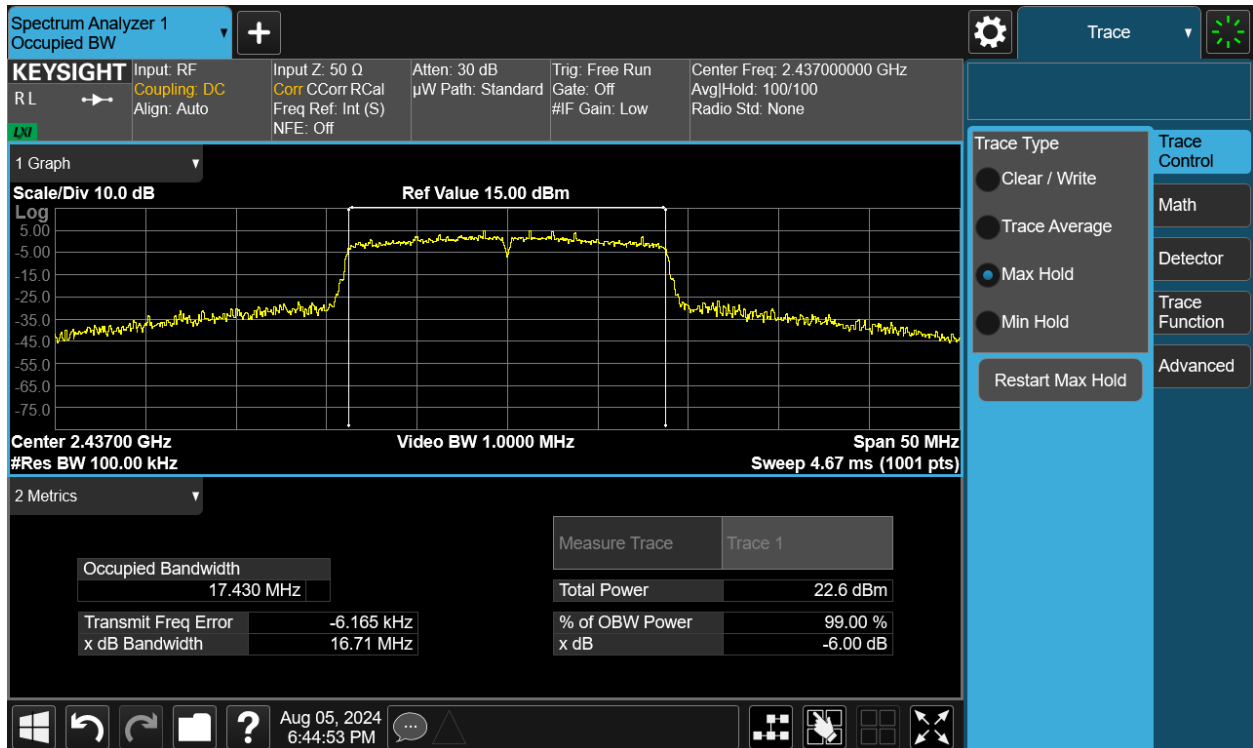 Spectrum Analyzer 1
Occupied BW
+
Trace
KEYSIGHT
R L
LXI
Input: RF
Coupling: DC
Align: Auto
Input Z: 50 Ω
Corr CCorr RCal
Freq Ref: Int (S)
NFE: Off
Atten: 30 dB
µW Path: Standard
Trig: Free Run
Gate: Off
#IF Gain: Low
Center Freq: 2.437000000 GHz
Avg|Hold: 100/100
Radio Std: None
1 Graph
Scale/Div 10.0 dB
Ref Value 15.00 dBm
Log
5.00
-5.00
-15.0
-25.0
-35.0
-45.0
-55.0
-65.0
-75.0
Center 2.43700 GHz
Video BW 1.0000 MHz
Span 50 MHz
#Res BW 100.00 kHz
Sweep 4.67 ms (1001 pts)
2 Metrics
Measure Trace
Trace 1
Occupied Bandwidth
17.430 MHz
Total Power
22.6 dBm
Transmit Freq Error
-6.165 kHz
% of OBW Power
99.00 %
x dB Bandwidth
16.71 MHz
x dB
-6.00 dB
Trace Type
Clear / Write
Trace Average
Max Hold
Min Hold
Restart Max Hold
Trace
Control
Math
Detector
Trace
Function
Advanced
?
Aug 05, 2024
6:44:53 PM